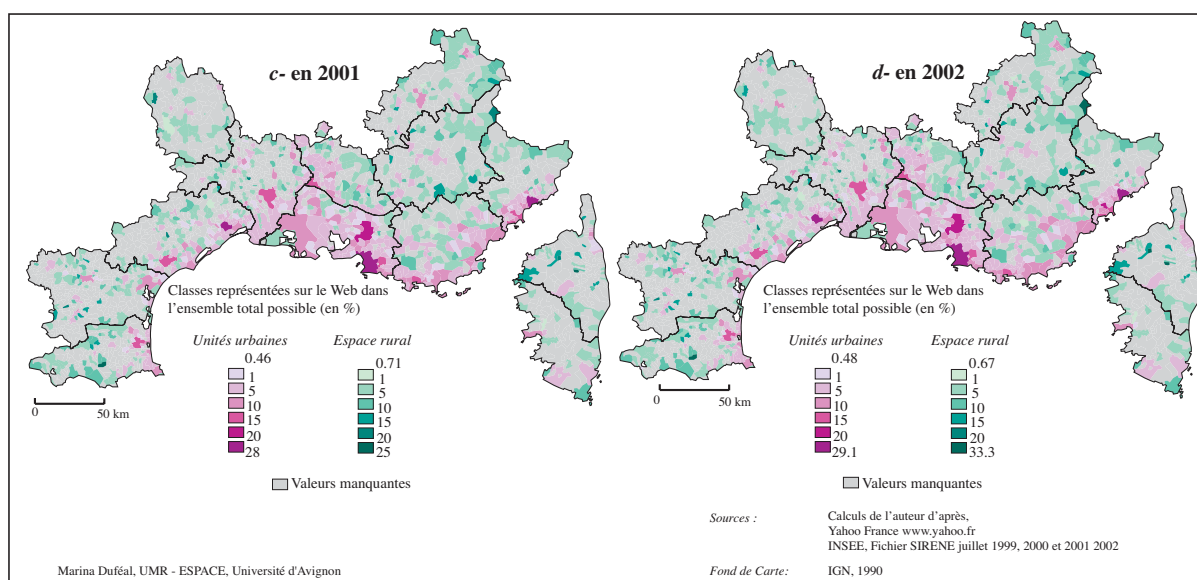 c- en 2001
Classes représentées sur le Web dans
l'ensemble total possible (en %)
Unités urbaines
0.46
1
5
10
15
20
28
Espace rural
0.71
1
5
10
15
20
25
0 50 km
Valeurs manquantes
d- en 2002
Classes représentées sur le Web dans
l'ensemble total possible (en %)
Unités urbaines
0.48
1
5
10
15
20
29.1
Espace rural
0.67
1
5
10
15
20
33.3
0 50 km
Valeurs manquantes
Sources : Calculs de l'auteur d'après,
Yahoo France www.yahoo.fr
INSEE, Fichier SIRENE juillet 1999, 2000 et 2001 2002
Marina Duféal, UMR - ESPACE, Université d'Avignon
Fond de Carte: IGN, 1990